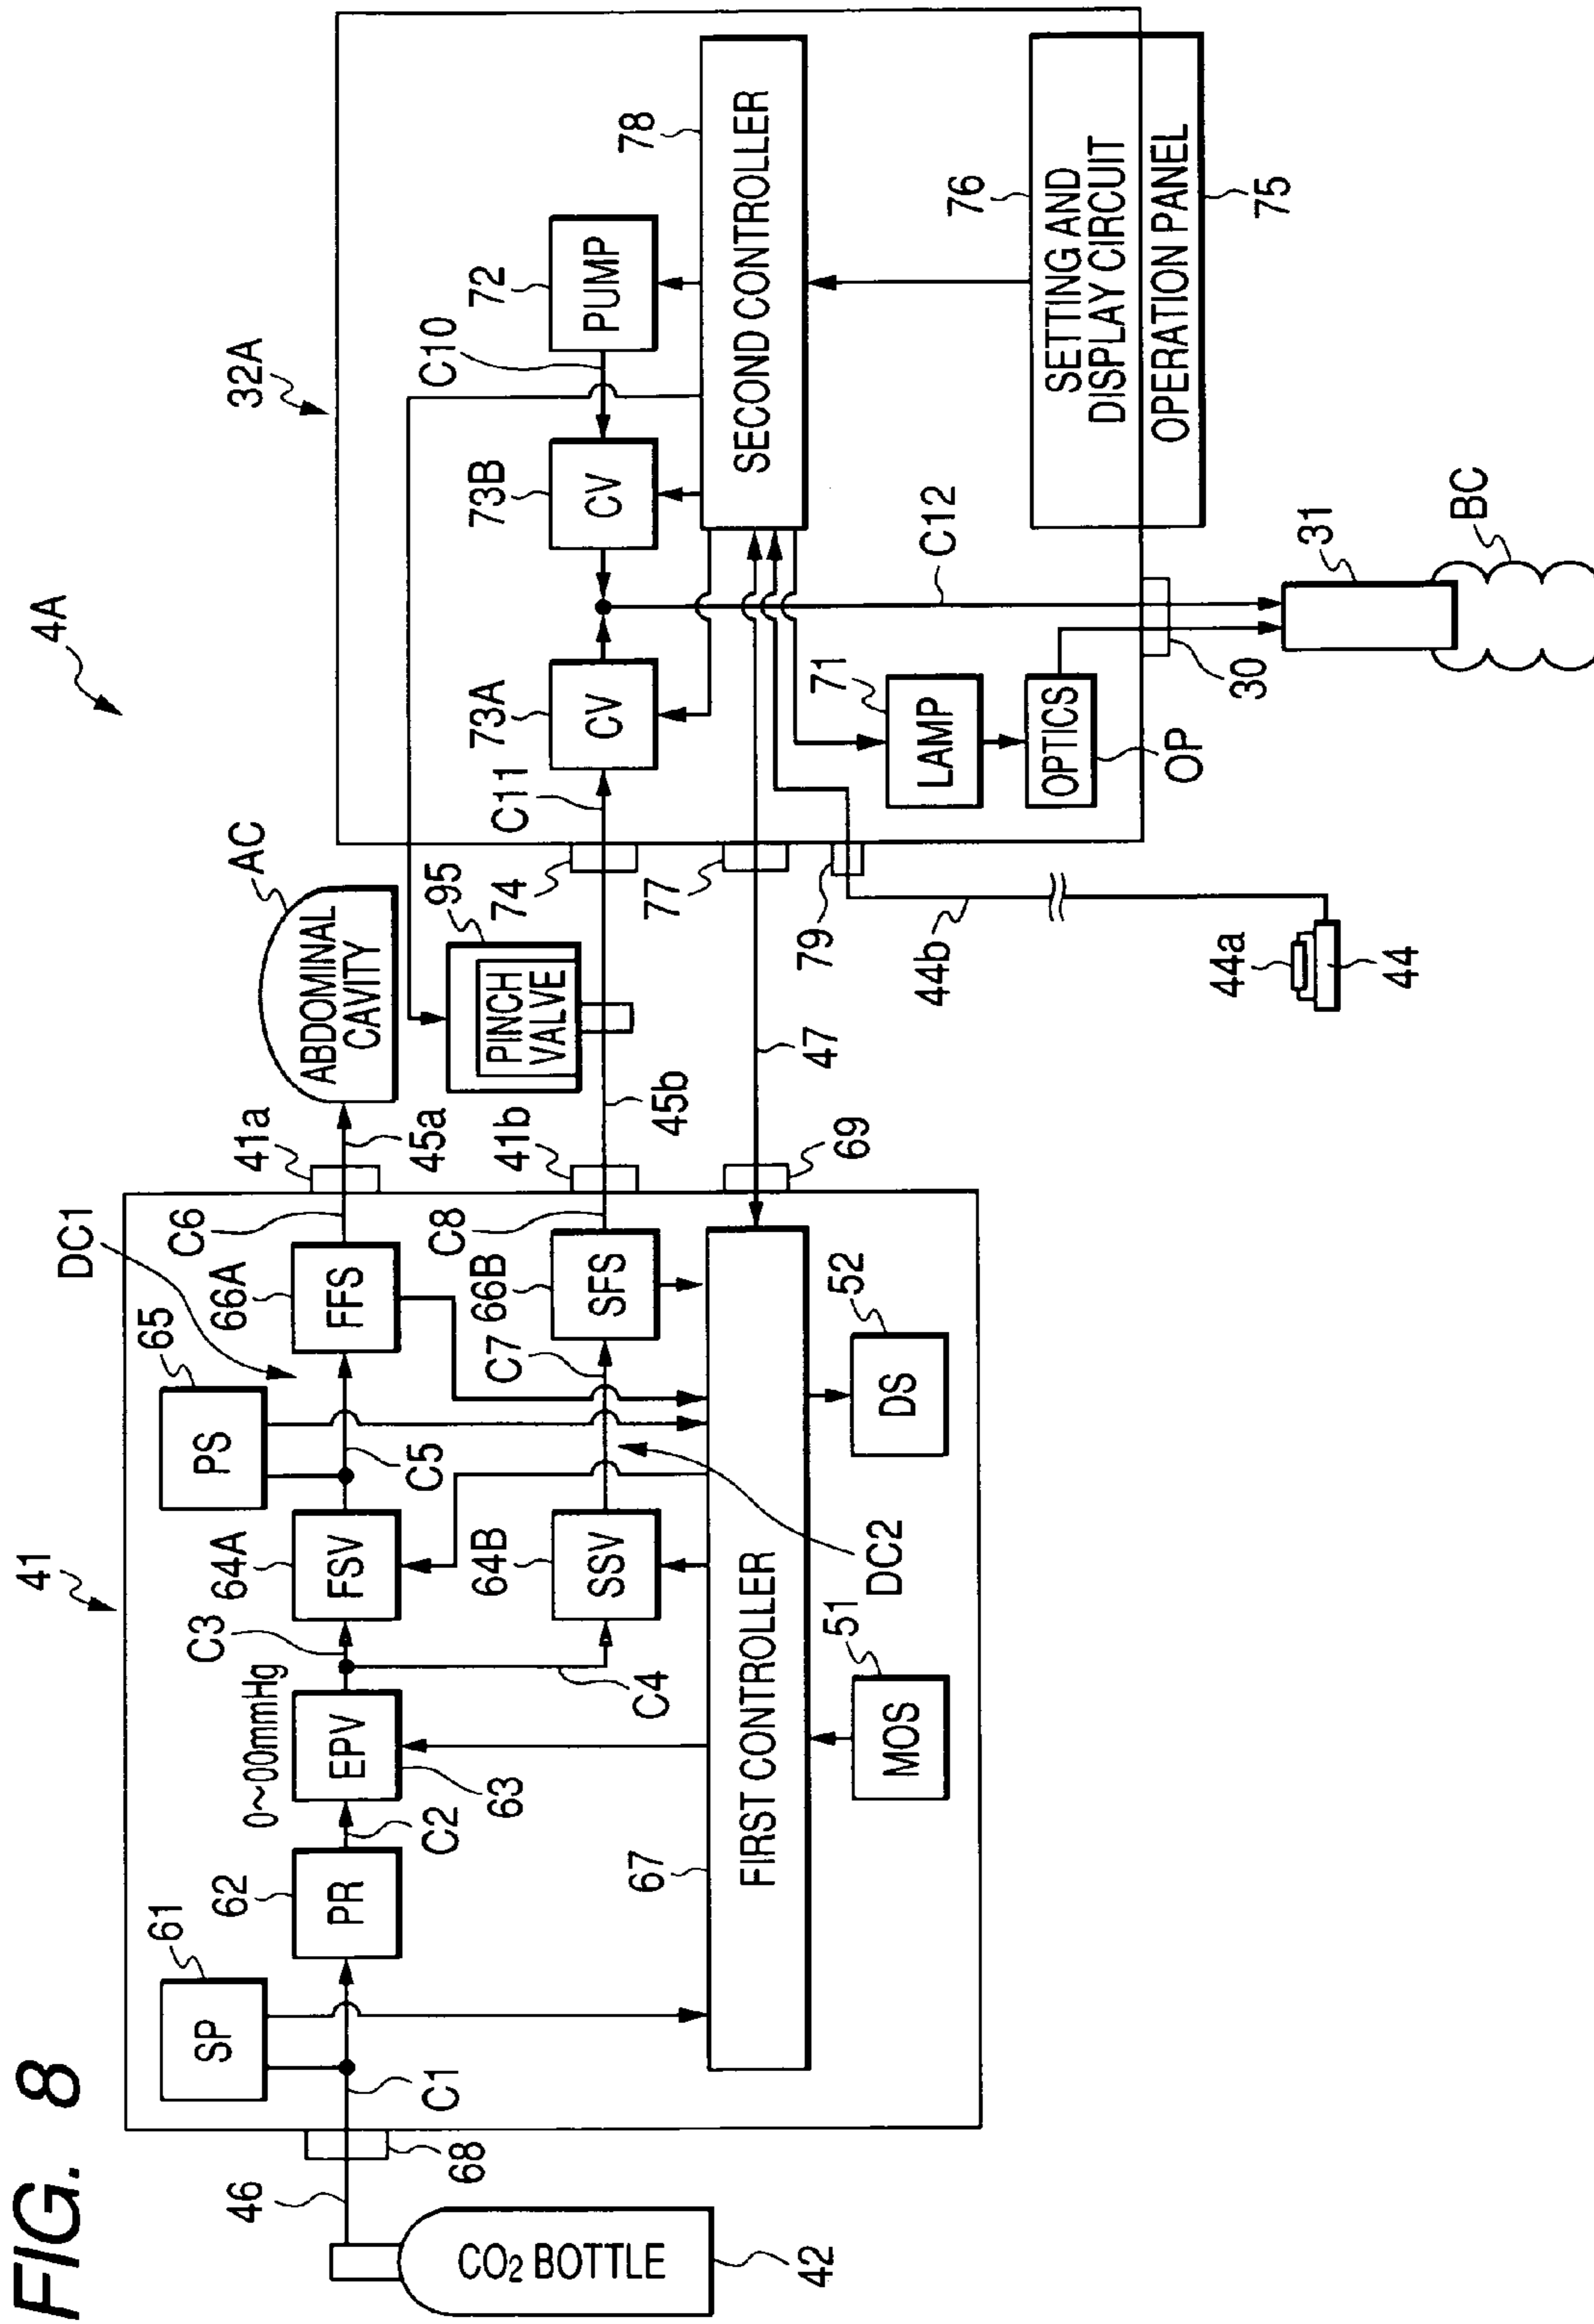 FIG. 8
4A
41
32A
DC1
AC
ABDOMINAL
CAVITY
61
SP
65
PS
41a
45a
C6
66A
FFS
64A
FSV
C3
0~00mmHg
EPV
63
62
PR
C2
C5
C1
46
68
CO2 BOTTLE
42
95
PINCH
VALVE
41b
45b
C8
66B
SFS
C7
64B
SSV
C4
DC2
67
FIRST CONTROLLER
69
47
52
DS
51
MOS
74
C11
73A
CV
73B
CV
C10
72
PUMP
78
SECOND CONTROLLER
77
79
44b
44a
44
71
LAMP
OPTICS
OP
30
C12
31
BC
76
SETTING AND
DISPLAY CIRCUIT
OPERATION PANEL
75